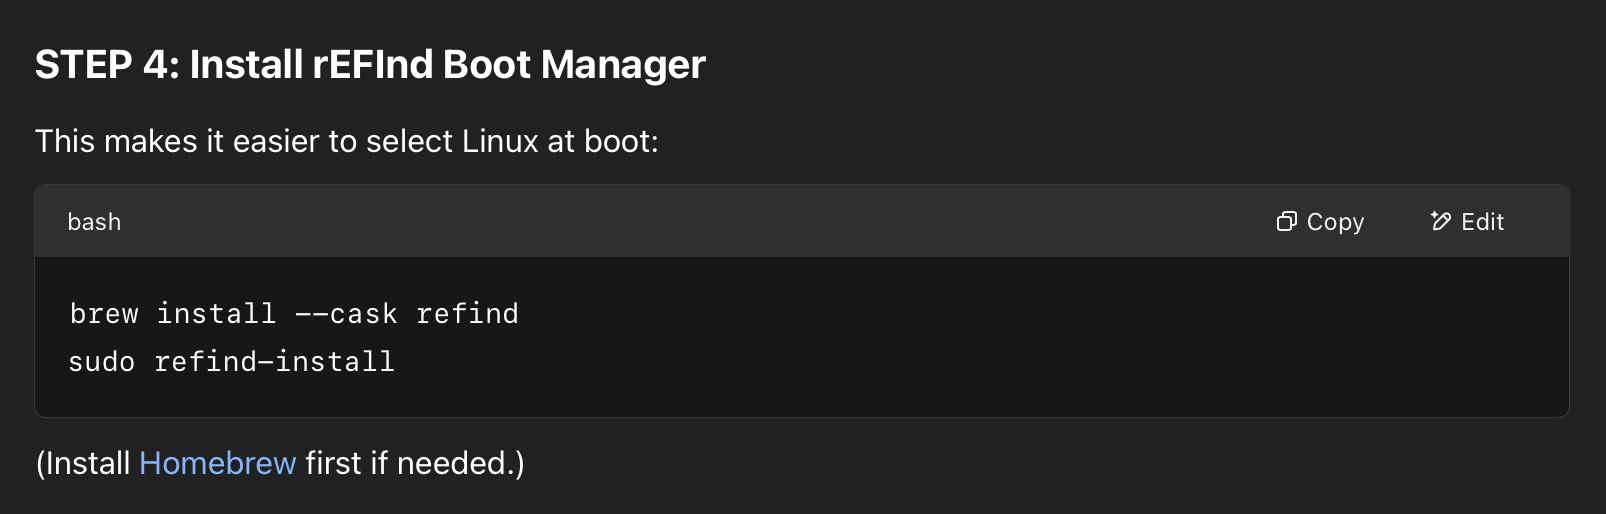 STEP 4: Install rEFInd Boot Manager
This makes it easier to select Linux at boot:
bash Copy Edit
brew install --cask refind
sudo refind-install
(Install Homebrew first if needed.)